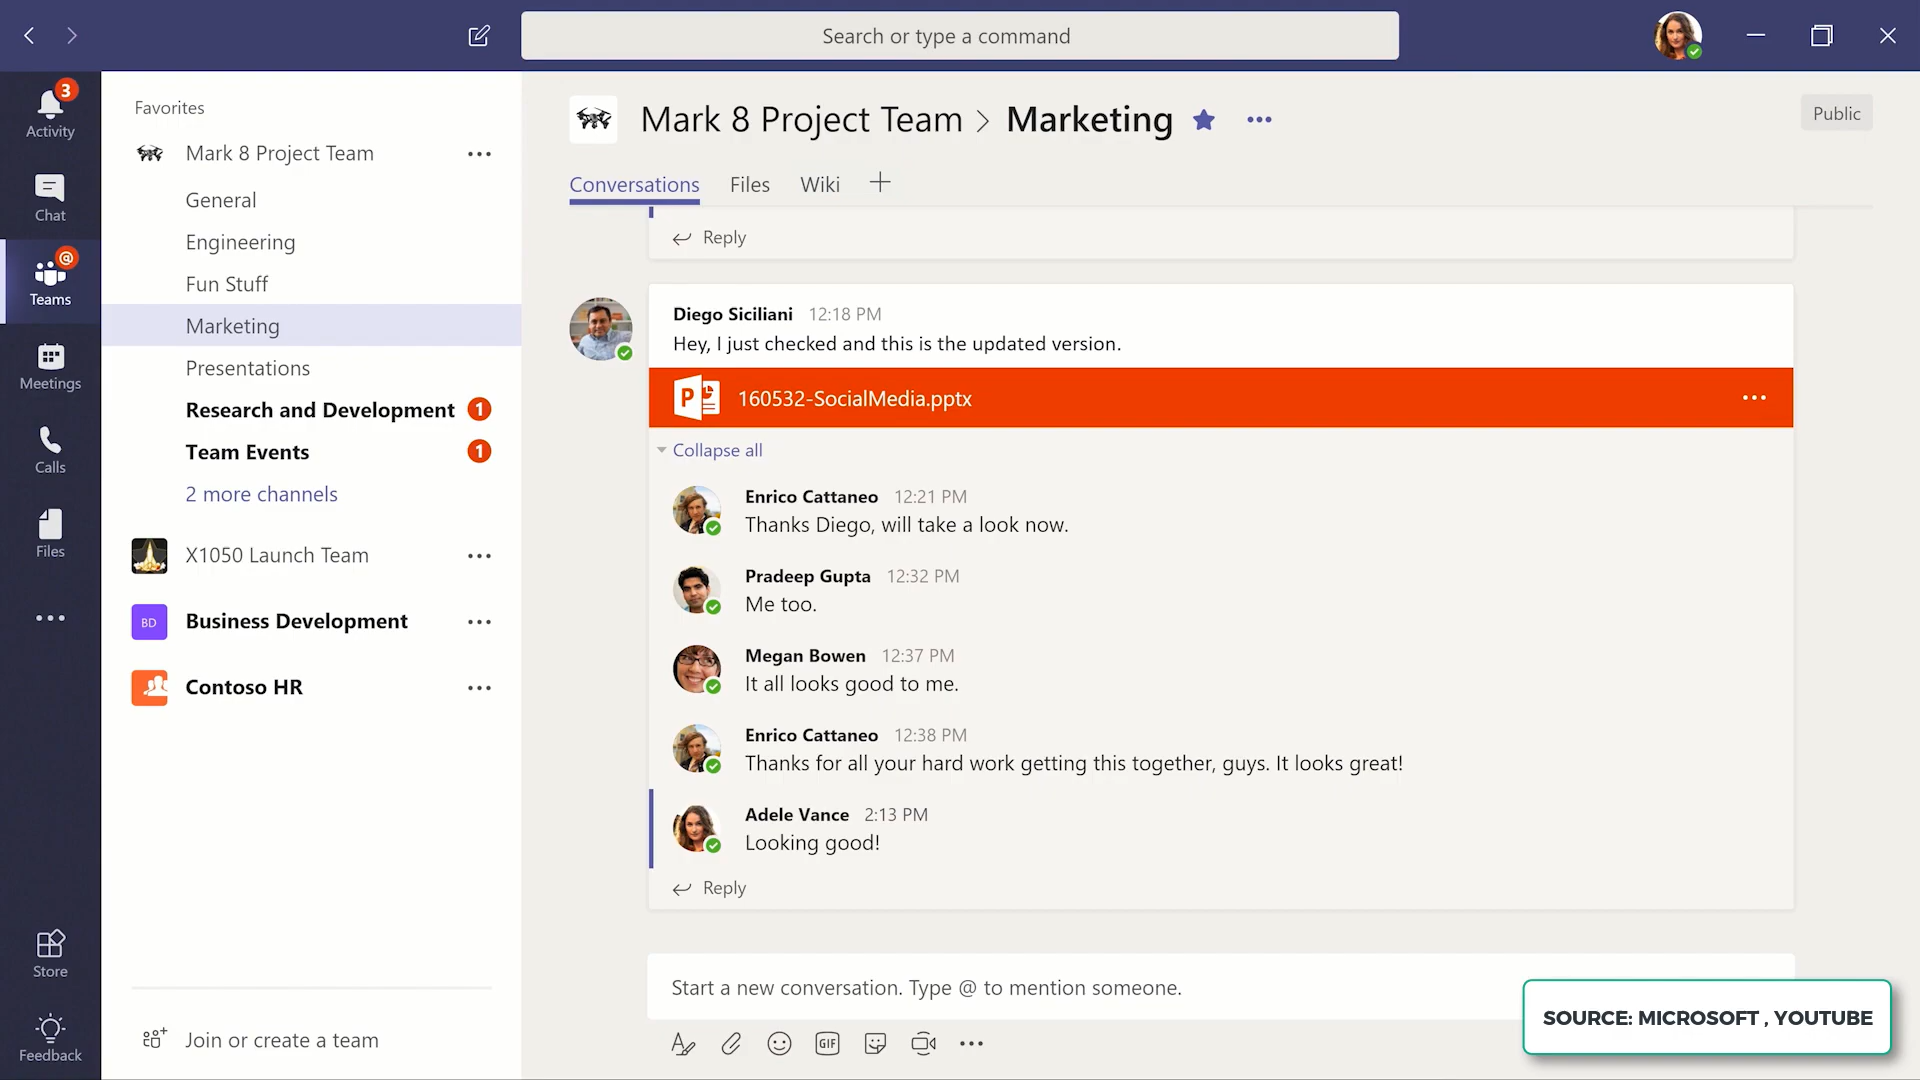 Search or type a command
3
Activity
Chat
@
Teams
Meetings
Calls
Files
Store
Feedback
Favorites
Mark 8 Project Team
General
Engineering
Fun Stuff
Marketing
Presentations
Research and Development 1
Team Events 1
2 more channels
X1050 Launch Team
BD Business Development
Contoso HR
Join or create a team
Mark 8 Project Team > Marketing
Public
Conversations Files Wiki
Reply
Diego Siciliani 12:18 PM
Hey, I just checked and this is the updated version.
P 160532-SocialMedia.pptx
Collapse all
Enrico Cattaneo 12:21 PM
Thanks Diego, will take a look now.
Pradeep Gupta 12:32 PM
Me too.
Megan Bowen 12:37 PM
It all looks good to me.
Enrico Cattaneo 12:38 PM
Thanks for all your hard work getting this together, guys. It looks great!
Adele Vance 2:13 PM
Looking good!
Reply
Start a new conversation. Type @ to mention someone.
GIF
SOURCE: MICROSOFT , YOUTUBE